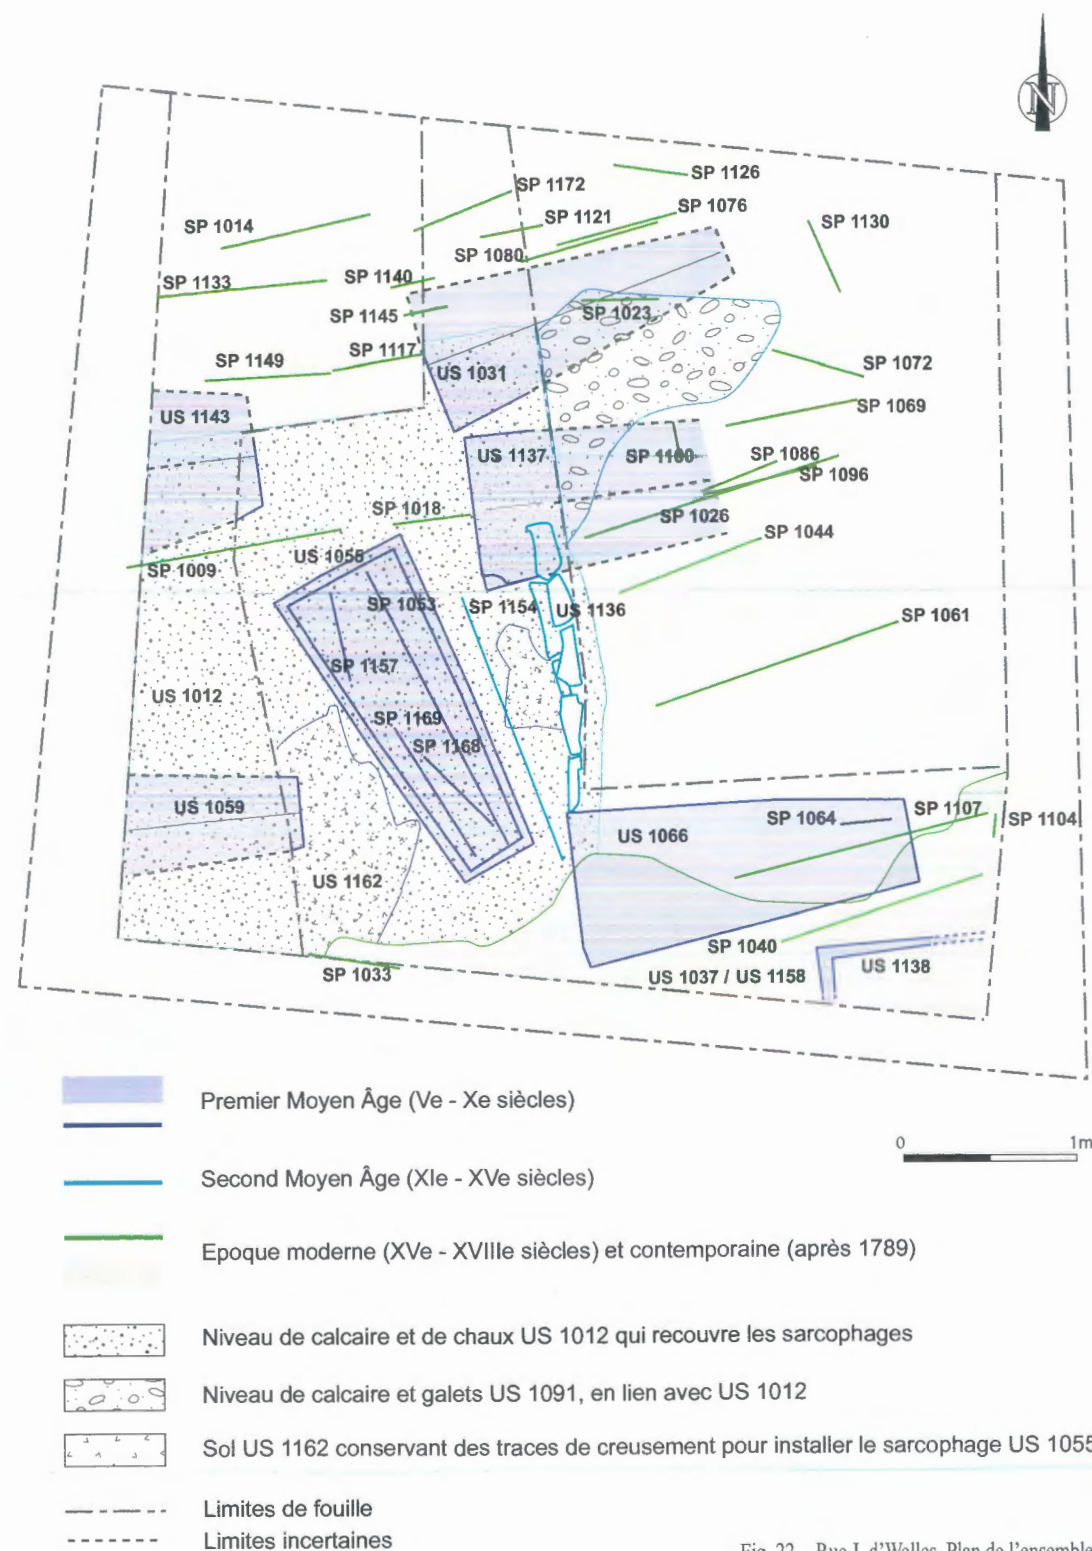 N
SP 1126
SP 1172
SP 1076
SP 1014
SP 1121
SP 1130
SP 1080
SP 1133
SP 1140
SP 1145
SP 1023
SP 1149
SP 1117
US 1031
SP 1072
US 1143
SP 1069
US 1137
SP 1100
SP 1086
SP 1096
SP 1018
SP 1026
SP 1044
US 1055
SP 1009
SP 1053
SP 1154
US 1136
SP 1061
SP 1157
US 1012
SP 1169
SP 1168
US 1059
SP 1064
SP 1107
SP 1104
US 1066
US 1162
SP 1040
SP 1033
US 1037 / US 1158
US 1138
Premier Moyen Âge (Ve - Xe siècles)
0 1m
Second Moyen Âge (XIe - XVe siècles)
Epoque moderne (XVe - XVIIIe siècles) et contemporaine (après 1789)
Niveau de calcaire et de chaux US 1012 qui recouvre les sarcophages
Niveau de calcaire et galets US 1091, en lien avec US 1012
Sol US 1162 conservant des traces de creusement pour installer le sarcophage US 1055
Limites de fouille
Limites incertaines